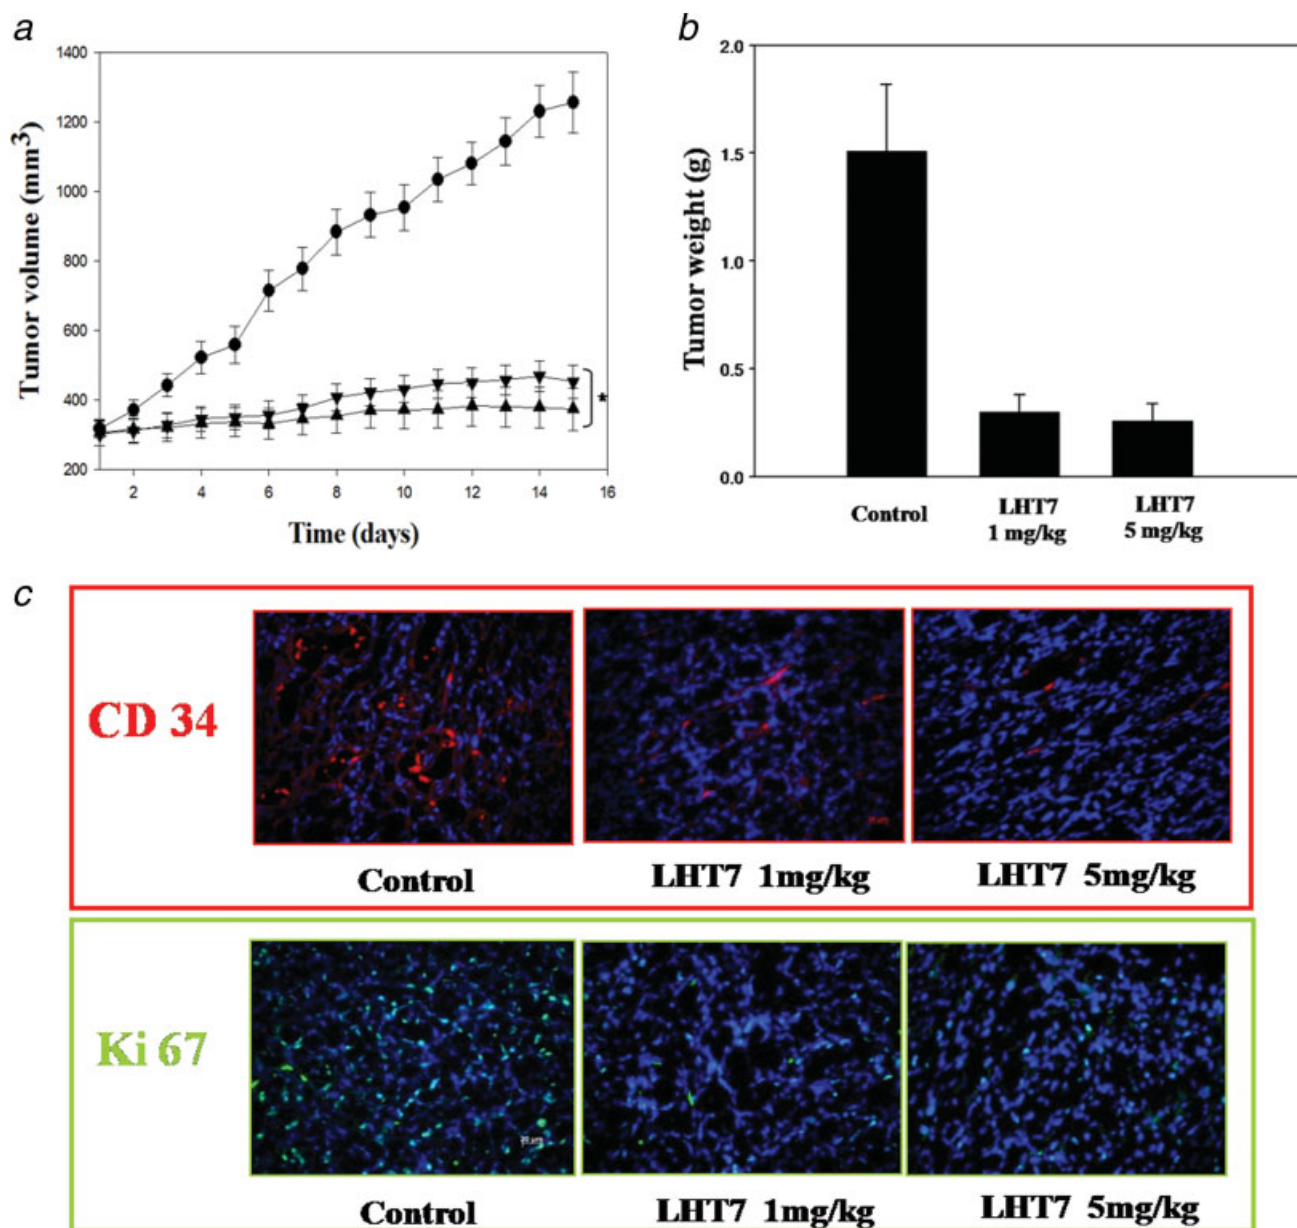 a
b
1400
1200
1000
800
600
400
200
Tumor volume (mm3)
*
2 4 6 8 10 12 14 16
Time (days)
2.0
1.5
1.0
0.5
0.0
Tumor weight (g)
Control
LHT7
1 mg/kg
LHT7
5 mg/kg
c
CD 34
Control
LHT7 1mg/kg
LHT7 5mg/kg
Ki 67
Control
LHT7 1mg/kg
LHT7 5mg/kg